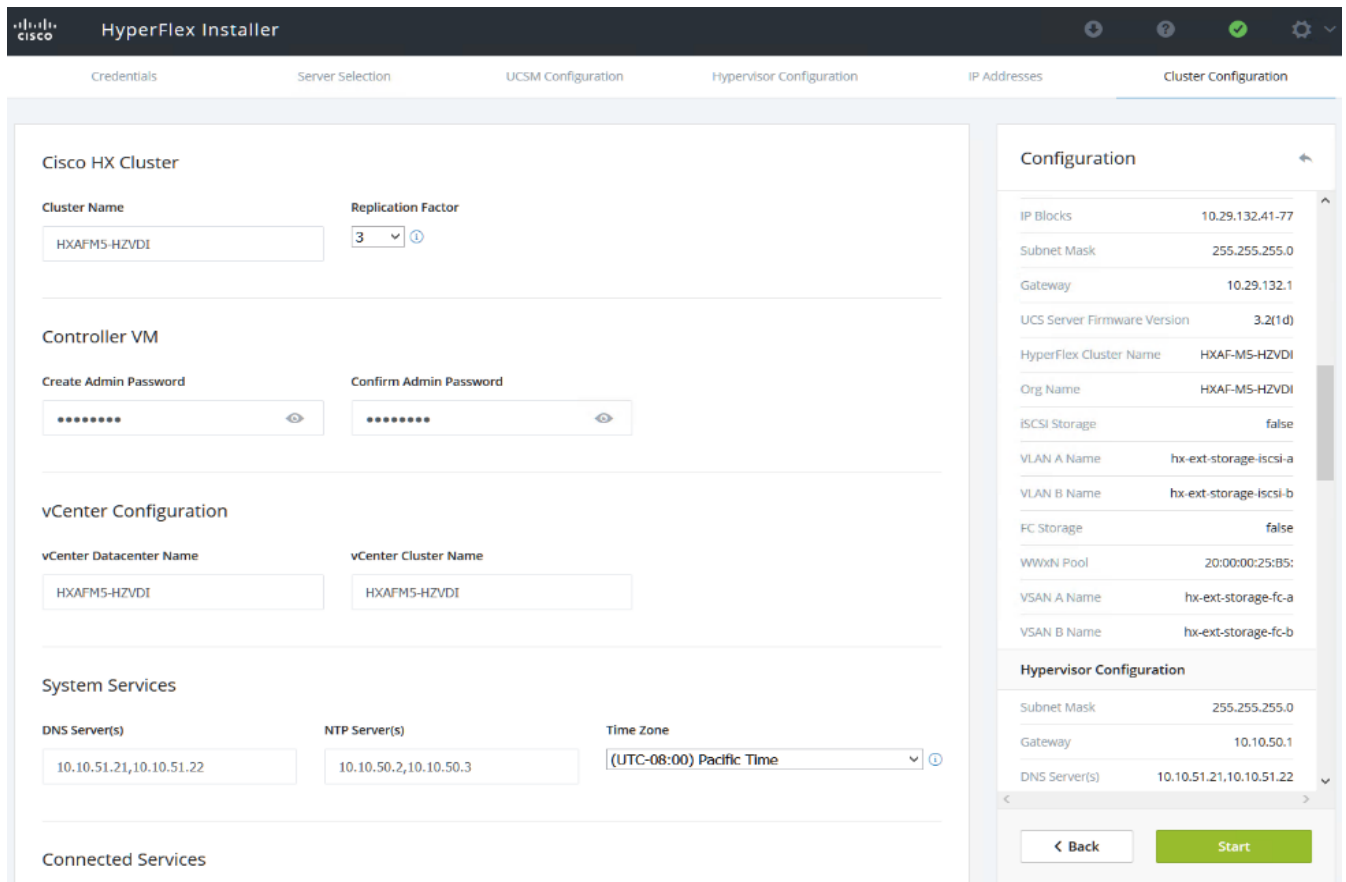 cisco HyperFlex Installer
Credentials Server Selection UCSM Configuration Hypervisor Configuration IP Addresses Cluster Configuration
Cisco HX Cluster
Cluster Name Replication Factor
HXAFM5-HZVDI 3
Controller VM
Create Admin Password Confirm Admin Password
•••••••• ••••••••
vCenter Configuration
vCenter Datacenter Name vCenter Cluster Name
HXAFM5-HZVDI HXAFM5-HZVDI
System Services
DNS Server(s) NTP Server(s) Time Zone
10.10.51.21,10.10.51.22 10.10.50.2,10.10.50.3 (UTC-08:00) Pacific Time
Connected Services
Configuration
IP Blocks 10.29.132.41-77
Subnet Mask 255.255.255.0
Gateway 10.29.132.1
UCS Server Firmware Version 3.2(1d)
HyperFlex Cluster Name HXAF-M5-HZVDI
Org Name HXAF-M5-HZVDI
iSCSI Storage false
VLAN A Name hx-ext-storage-iscsi-a
VLAN B Name hx-ext-storage-iscsi-b
FC Storage false
WWxN Pool 20:00:00:25:B5:
VSAN A Name hx-ext-storage-fc-a
VSAN B Name hx-ext-storage-fc-b
Hypervisor Configuration
Subnet Mask 255.255.255.0
Gateway 10.10.50.1
DNS Server(s) 10.10.51.21,10.10.51.22
< Back Start